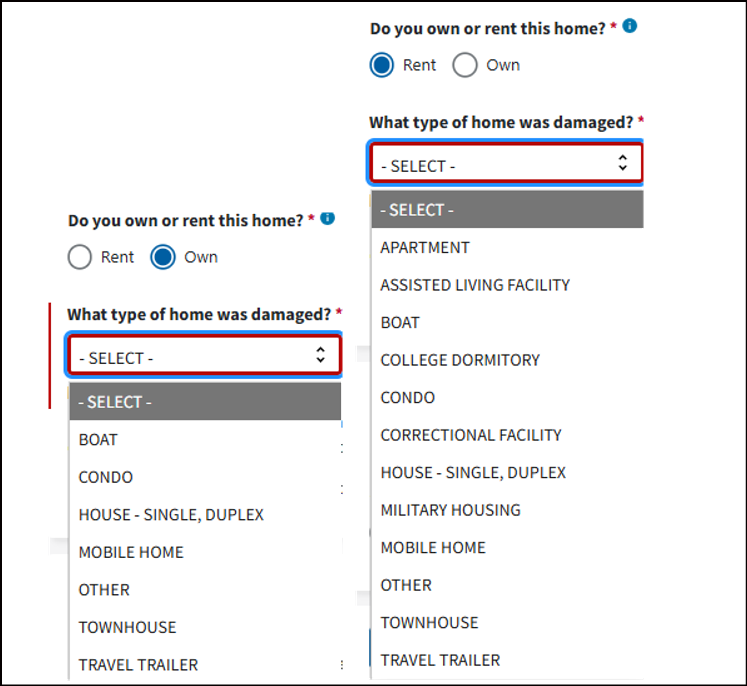 Do you own or rent this home? *
Rent Own
What type of home was damaged? *
- SELECT -
- SELECT -
BOAT
CONDO
HOUSE - SINGLE, DUPLEX
MOBILE HOME
OTHER
TOWNHOUSE
TRAVEL TRAILER
Do you own or rent this home? *
Rent Own
What type of home was damaged? *
- SELECT -
- SELECT -
APARTMENT
ASSISTED LIVING FACILITY
BOAT
COLLEGE DORMITORY
CONDO
CORRECTIONAL FACILITY
HOUSE - SINGLE, DUPLEX
MILITARY HOUSING
MOBILE HOME
OTHER
TOWNHOUSE
TRAVEL TRAILER